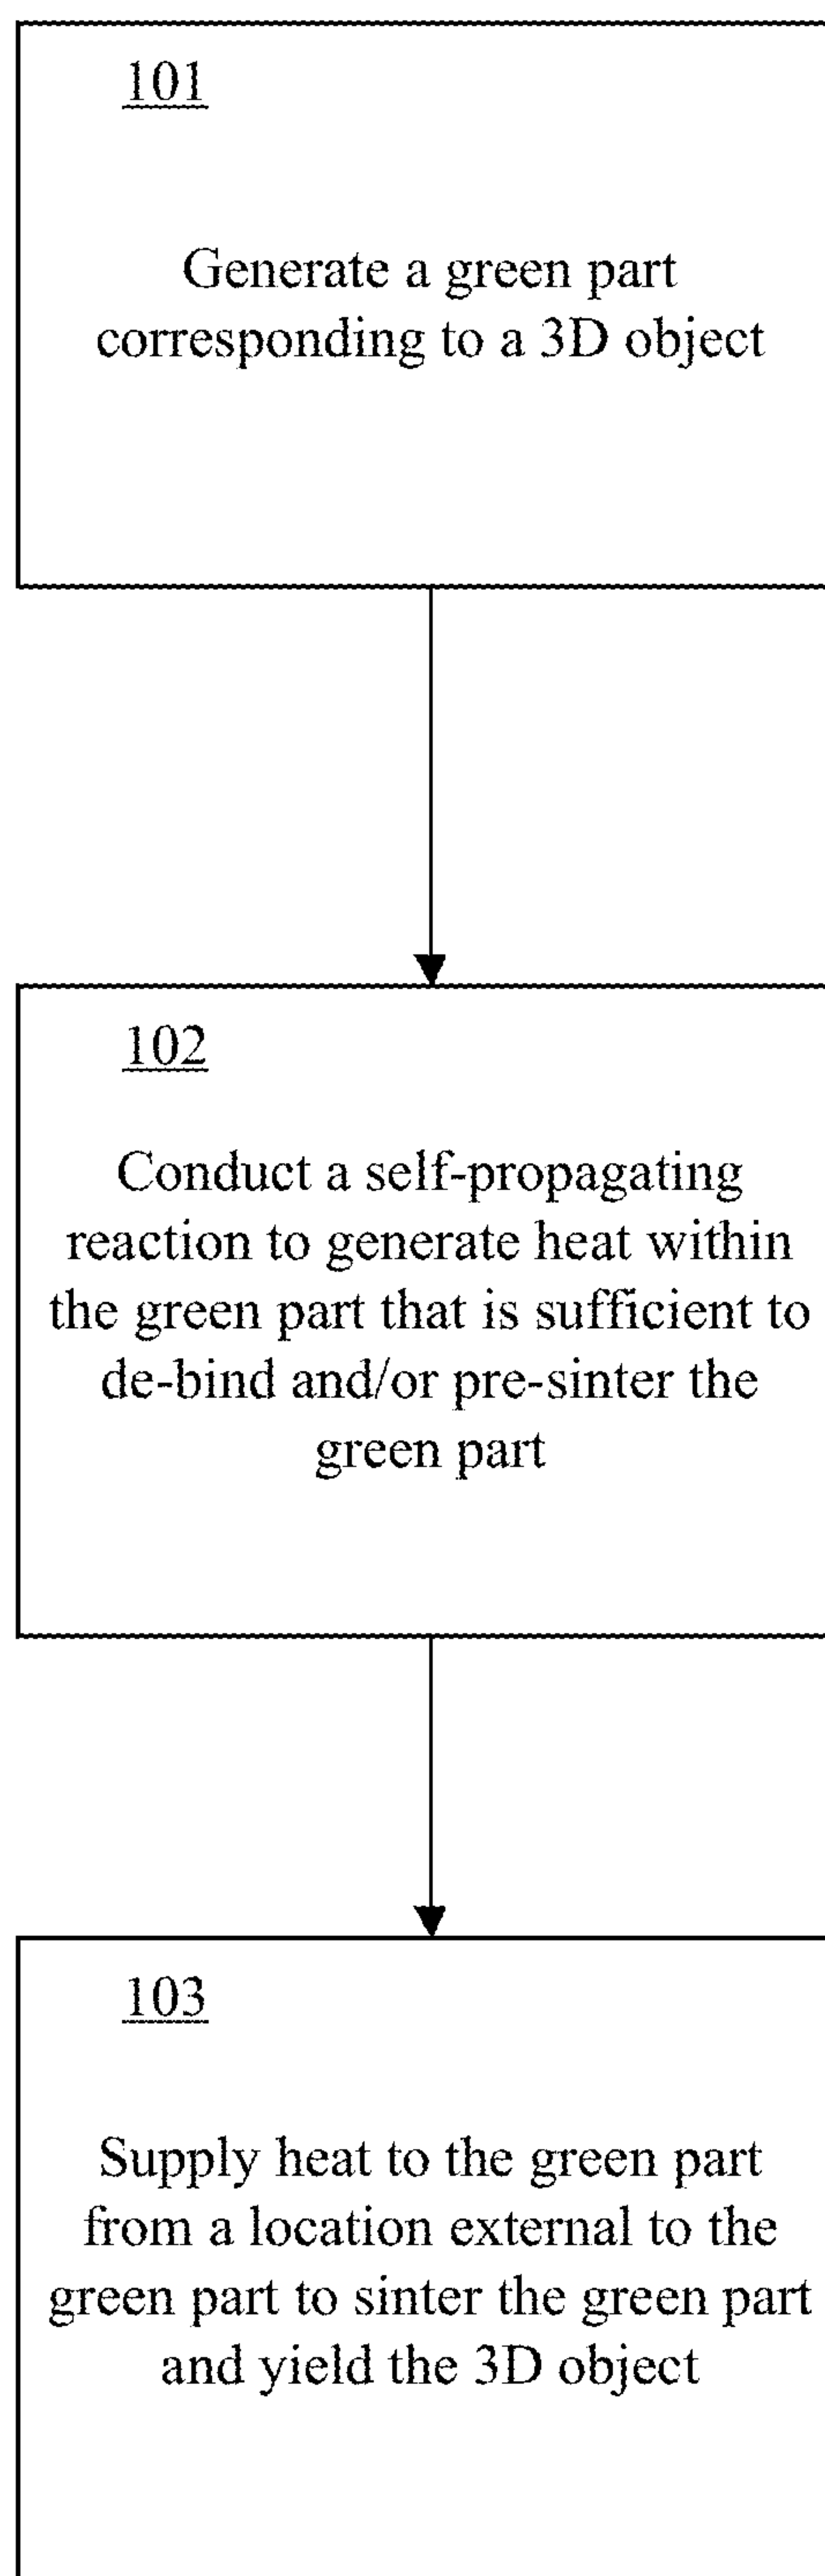 101
Generate a green part
corresponding to a 3D object
102
Conduct a self-propagating
reaction to generate heat within
the green part that is sufficient to
de-bind and/or pre-sinter the
green part
103
Supply heat to the green part
from a location external to the
green part to sinter the green part
and yield the 3D object